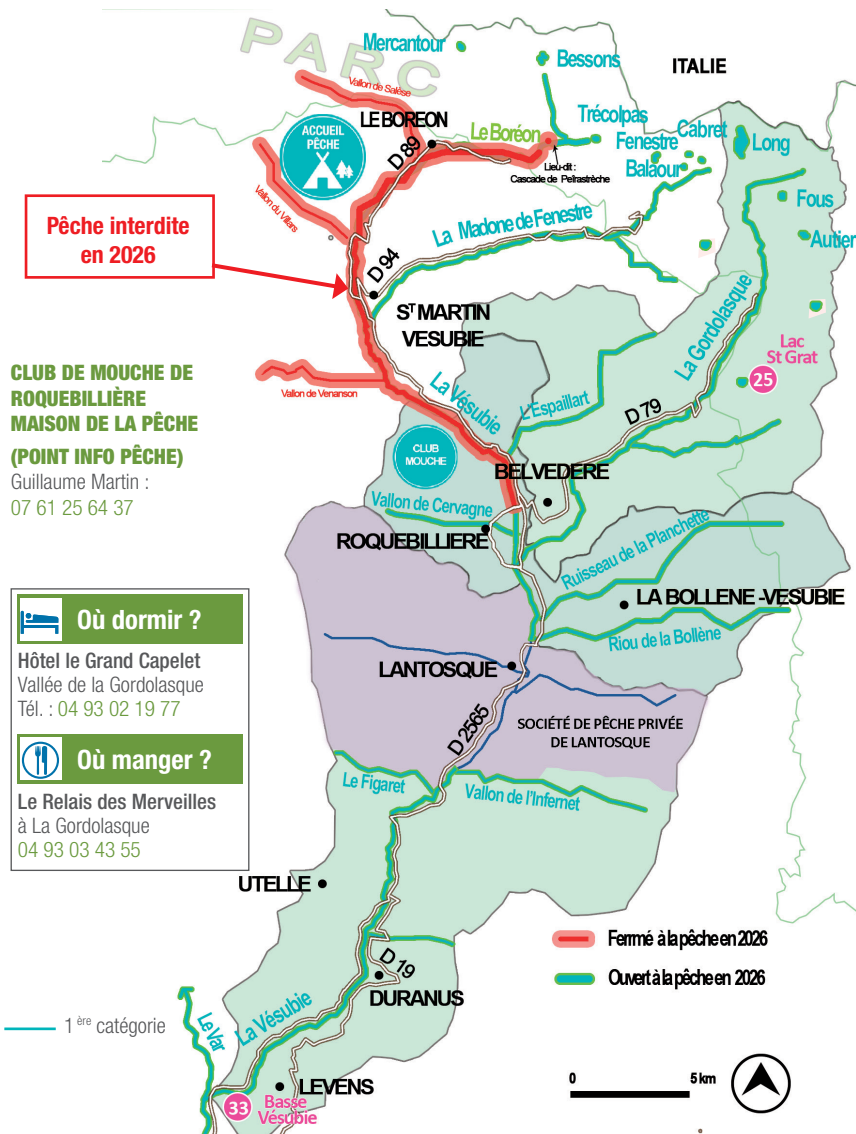 PARC
Mercantour
Bessons
ITALIE
Vallon de Salèse
ACCUEIL
PÊCHE
LE BOREON
Le Boréon
Trécolpas
Fenestre
Cabret
Long
Balaour
D 89
Lieu-dit :
Cascade de Peïrastrèche
Vallon du Villars
Fous
Autier
Pêche interdite
en 2026
La Madone de Fenestre
D 94
Sᵀ MARTIN
VESUBIE
La Gordolasque
Lac
St Grat
25
CLUB DE MOUCHE DE
ROQUEBILLIÈRE
MAISON DE LA PÊCHE
(POINT INFO PÊCHE)
Guillaume Martin :
07 61 25 64 37
Vallon de Venanson
La Vésubie
L'Espaillart
D 79
CLUB
MOUCHE
BELVEDERE
Vallon de Cervagne
ROQUEBILLIERE
Ruisseau de la Planchette
LA BOLLENE -VESUBIE
Riou de la Bollène
Où dormir ?
Hôtel le Grand Capelet
Vallée de la Gordolasque
Tél. : 04 93 02 19 77
Où manger ?
Le Relais des Merveilles
à La Gordolasque
04 93 03 43 55
LANTOSQUE
SOCIÉTÉ DE PÊCHE PRIVÉE
DE LANTOSQUE
D 2565
Le Figaret
Vallon de l'Infernet
UTELLE
Ferrmé à la pêche en 2026
Ouvert à la pêche en 2026
D 19
DURANUS
La Vésubie
1 ère catégorie
Le Var
LEVENS
33
Basse
Vésubie
0
5 km